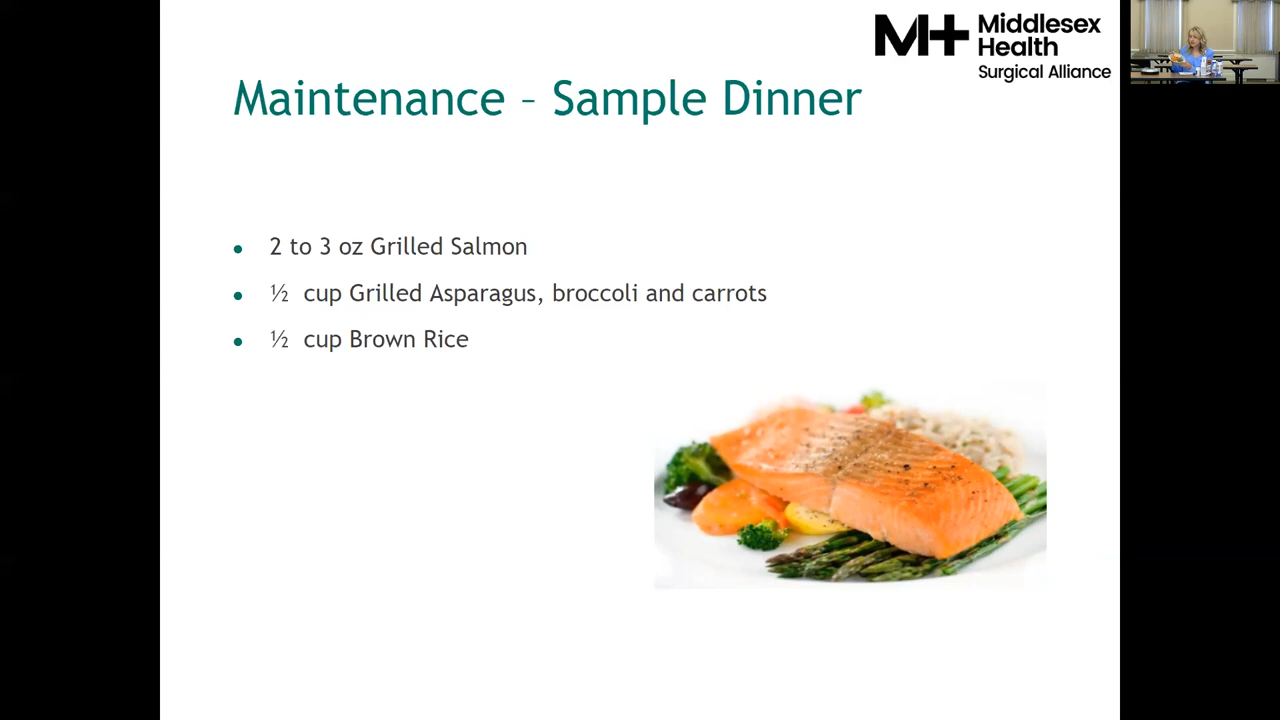 M+ Middlesex
Health
Surgical Alliance
Maintenance – Sample Dinner
• 2 to 3 oz Grilled Salmon
• ½ cup Grilled Asparagus, broccoli and carrots
• ½ cup Brown Rice